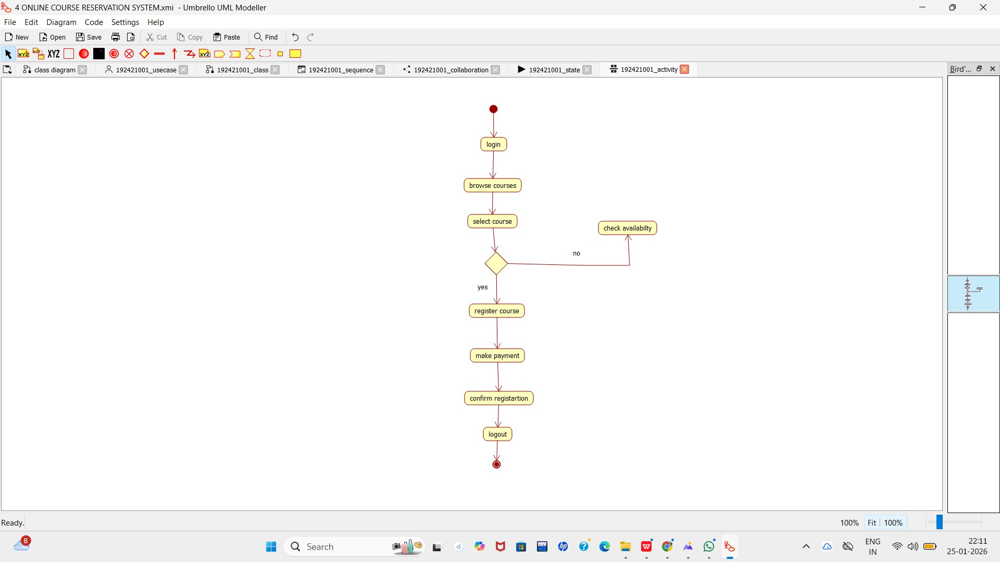 4 ONLINE COURSE RESERVATION SYSTEM.xmi - Umbrello UML Modeller
File Edit Diagram Code Settings Help
New Open Save Cut Copy Paste Find
XYZ XYZ XYZ XYZ
class diagram 192421001_usecase 192421001_class 192421001_sequence 192421001_collaboration 192421001_state 192421001_activity Bird'...
login
browse courses
select course
check availabilty
no
yes
register course
make payment
confirm registartion
logout
Ready. 100% Fit 100%
8 Search ENG IN 22:11 25-01-2026